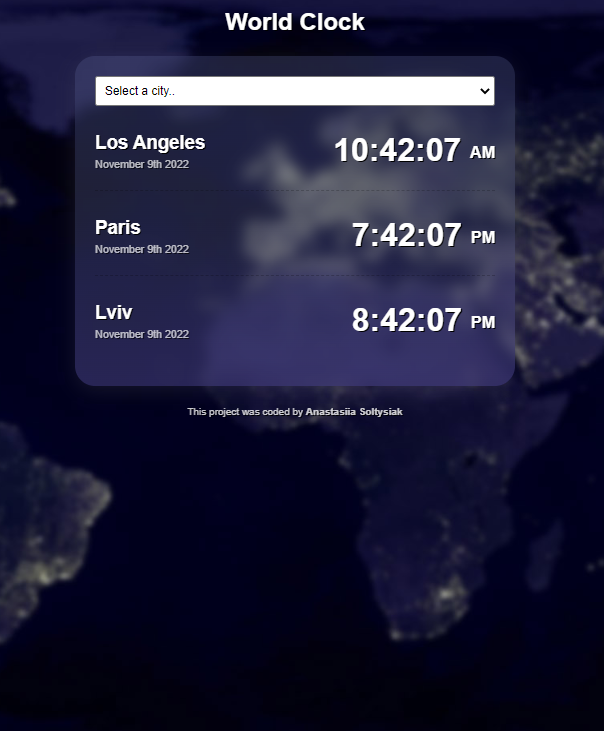 World Clock
Select a city..
Los Angeles
November 9th 2022
10:42:07 AM
Paris
November 9th 2022
7:42:07 PM
Lviv
November 9th 2022
8:42:07 PM
This project was coded by Anastasiia Soltysiak